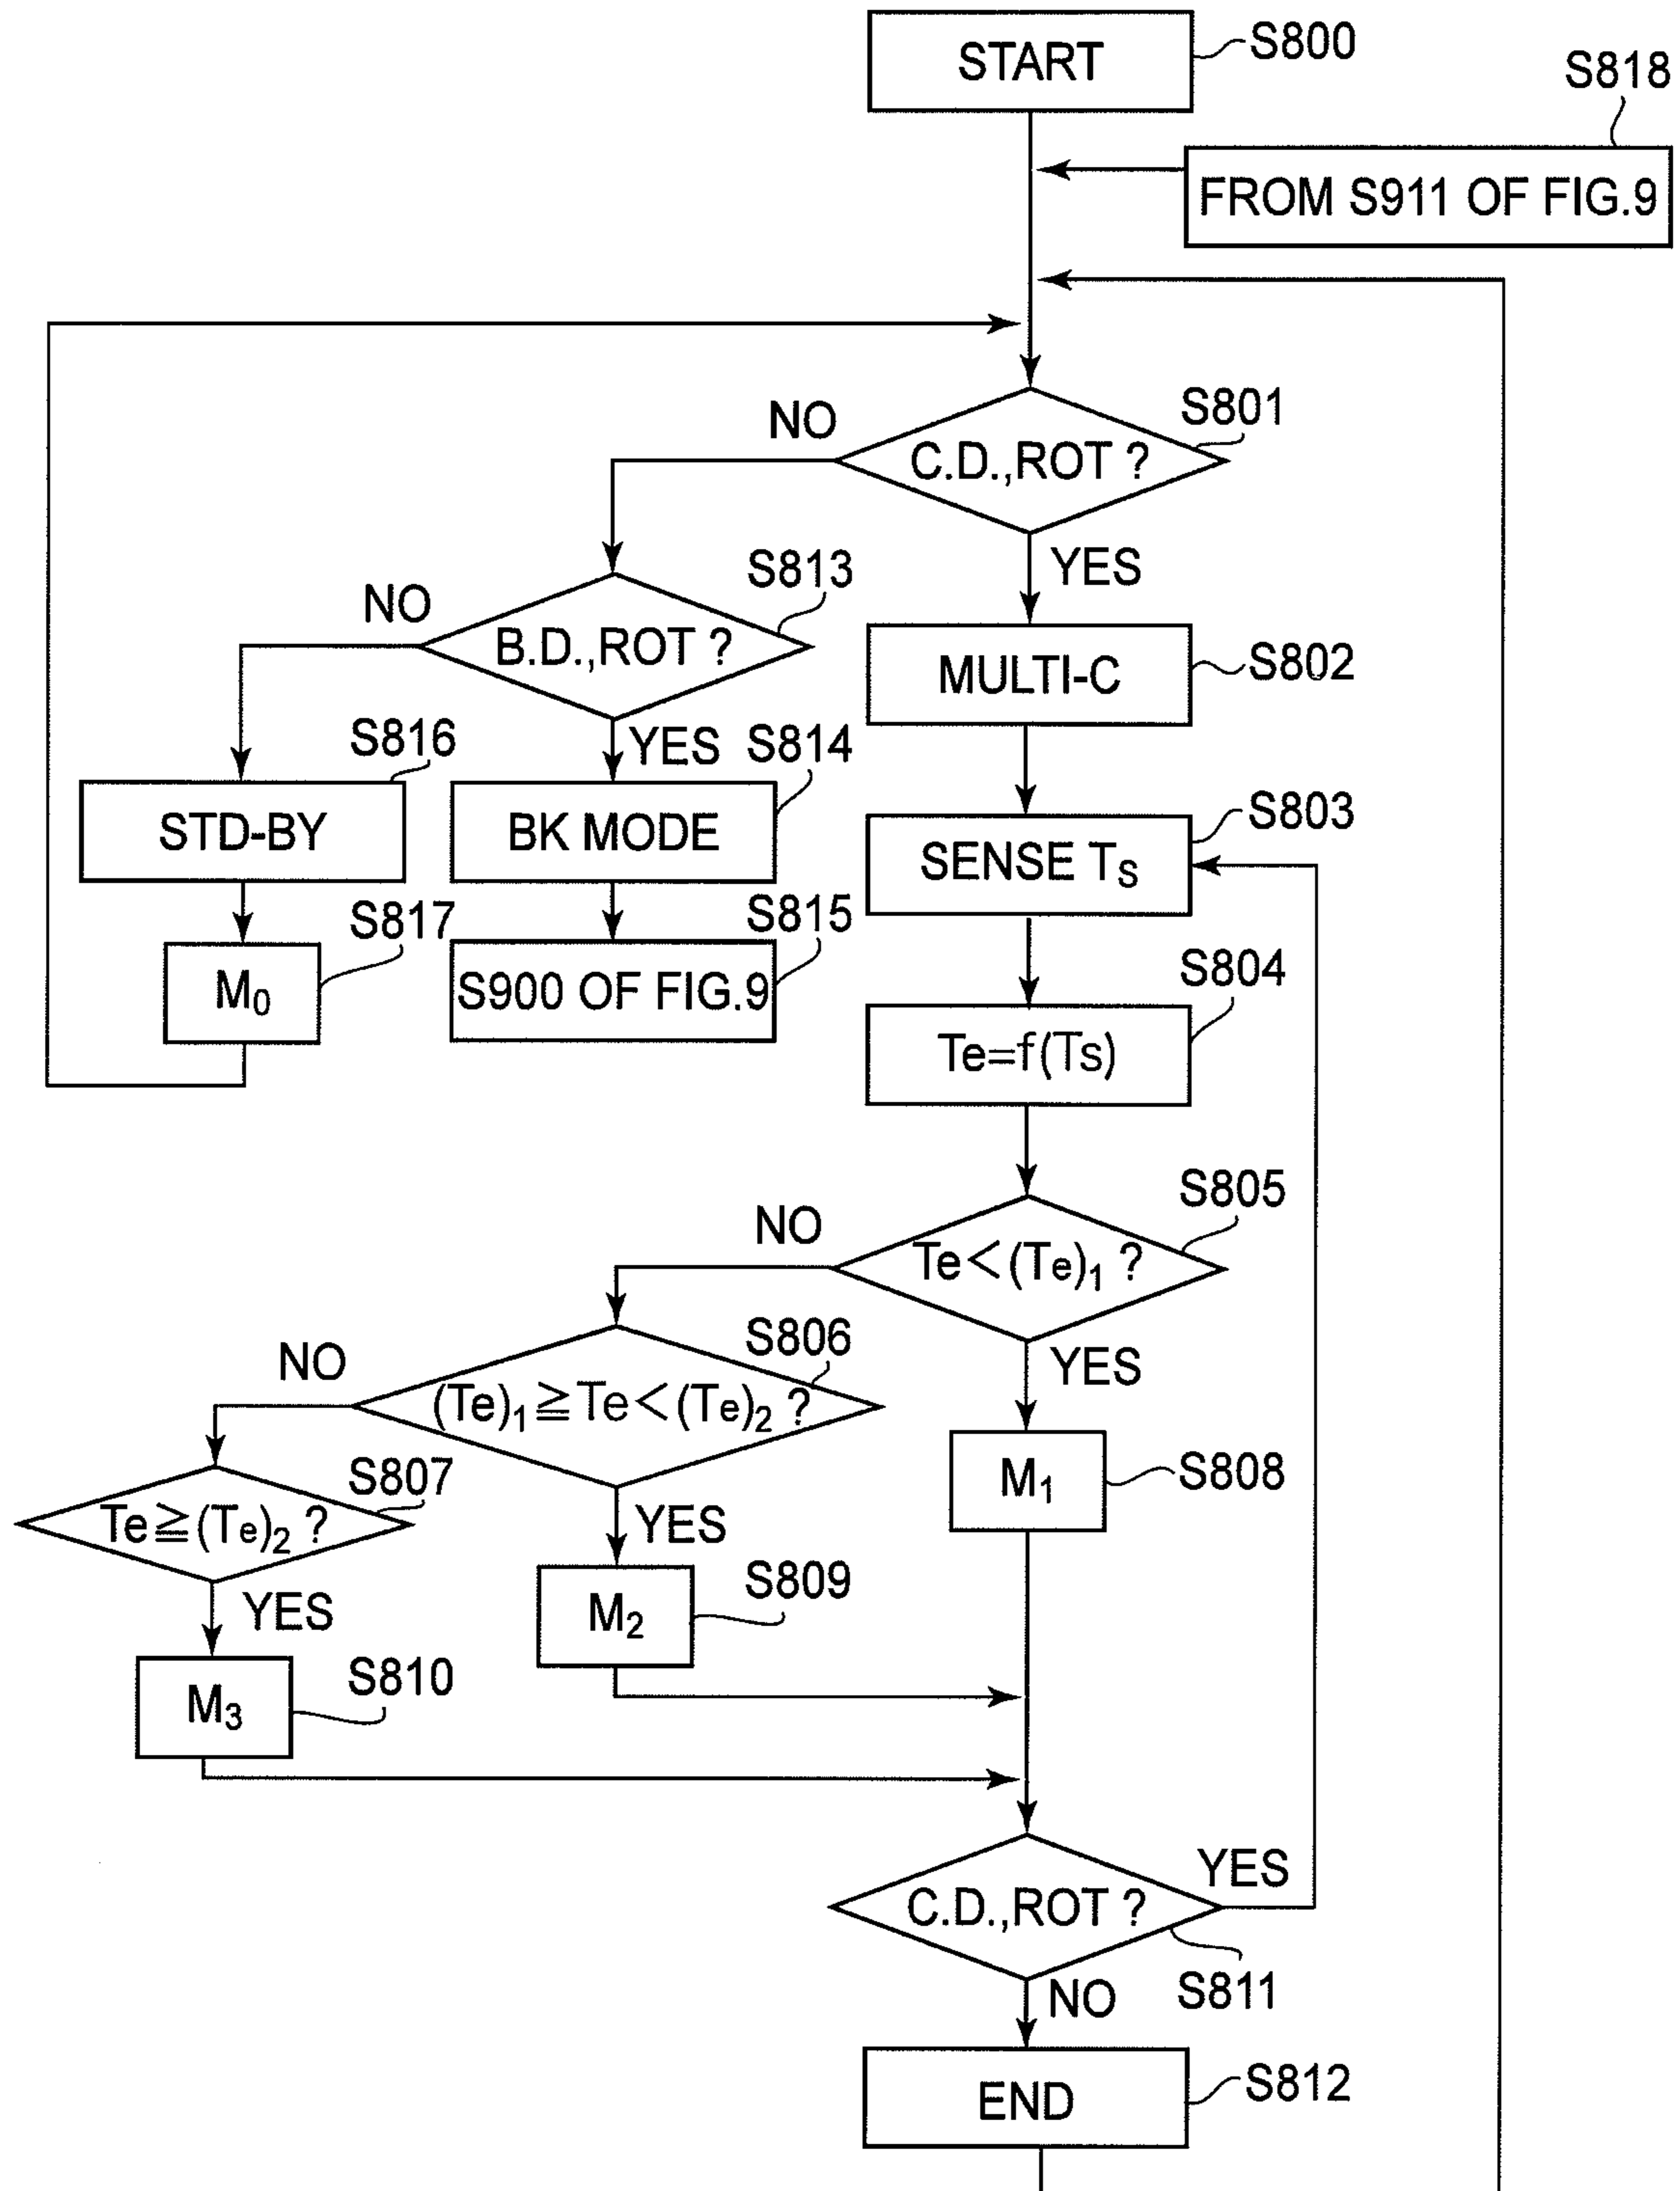 START
S800
S818
FROM S911 OF FIG.9
C.D.,ROT ?
S801
NO
YES
B.D.,ROT ?
S813
NO
YES
MULTI-C
S802
STD-BY
S816
BK MODE
S814
SENSE TS
S803
M0
S817
S900 OF FIG.9
S815
Te=f(Ts)
S804
Te<(Te)1 ?
S805
NO
YES
(Te)1≧Te<(Te)2 ?
S806
NO
YES
M1
S808
Te≧(Te)2 ?
S807
YES
M2
S809
M3
S810
C.D.,ROT ?
YES
S811
NO
END
S812